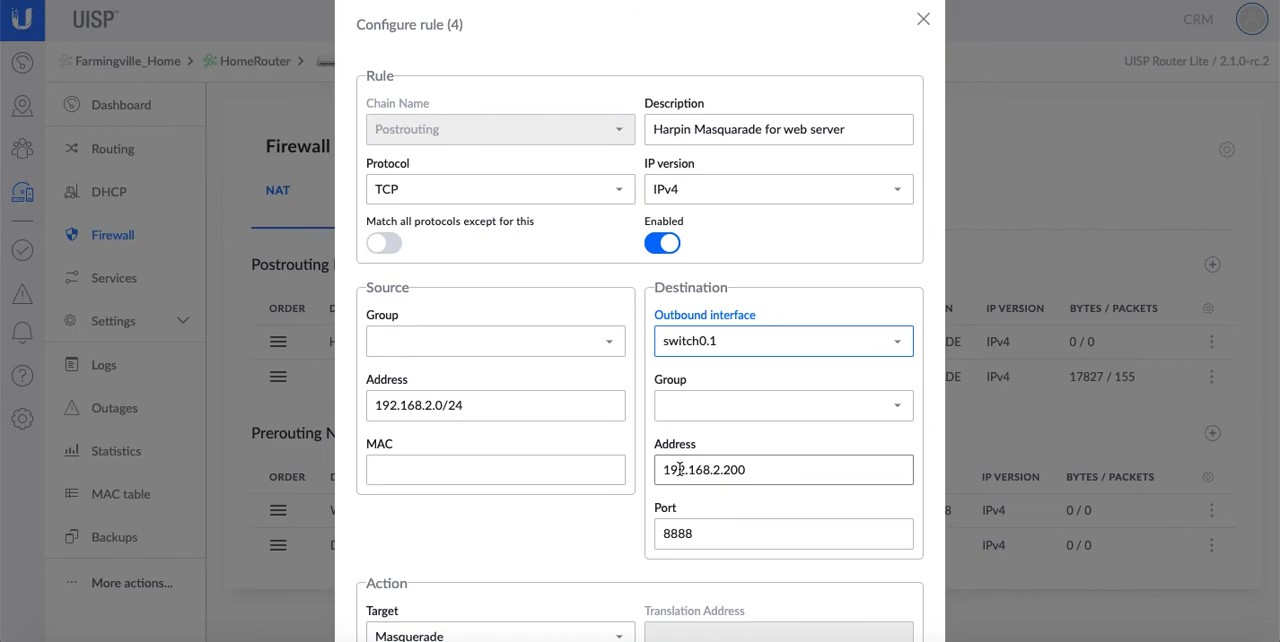 UISP™
CRM
Farmingville_Home
HomeRouter
UISP Router Lite / 2.1.0-rc.2
Dashboard
Routing
DHCP
Firewall
Services
Settings
Logs
Outages
Statistics
MAC table
Backups
More actions...
Firewall
NAT
Postrouting
ORDER
IP VERSION
BYTES / PACKETS
DE
IPv4
0 / 0
DE
IPv4
17827 / 155
Prerouting N
ORDER
IP VERSION
BYTES / PACKETS
8
IPv4
0 / 0
IPv4
0 / 0
Configure rule (4)
Rule
Chain Name
Postrouting
Description
Harpin Masquarade for web server
Protocol
TCP
IP version
IPv4
Match all protocols except for this
Enabled
Source
Group
Address
192.168.2.0/24
MAC
Destination
Outbound interface
switch0.1
Group
Address
192.168.2.200
Port
8888
Action
Target
Masquerade
Translation Address